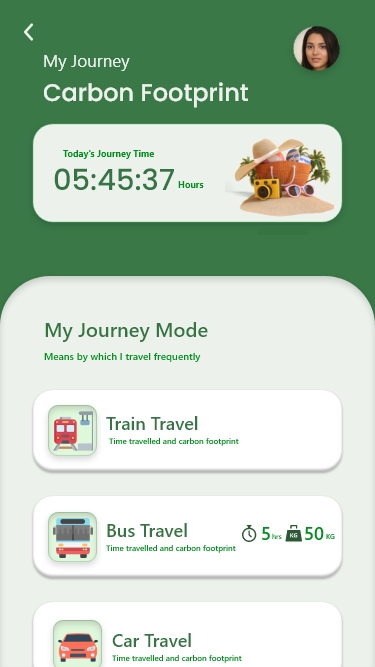 My Journey
Carbon Footprint
Today's Journey Time
05:45:37 Hours
My Journey Mode
Means by which I travel frequently
Train Travel
Time travelled and carbon footprint
Bus Travel
Time travelled and carbon footprint
5 hrs KG 50 KG
Car Travel
Time travelled and carbon footprint